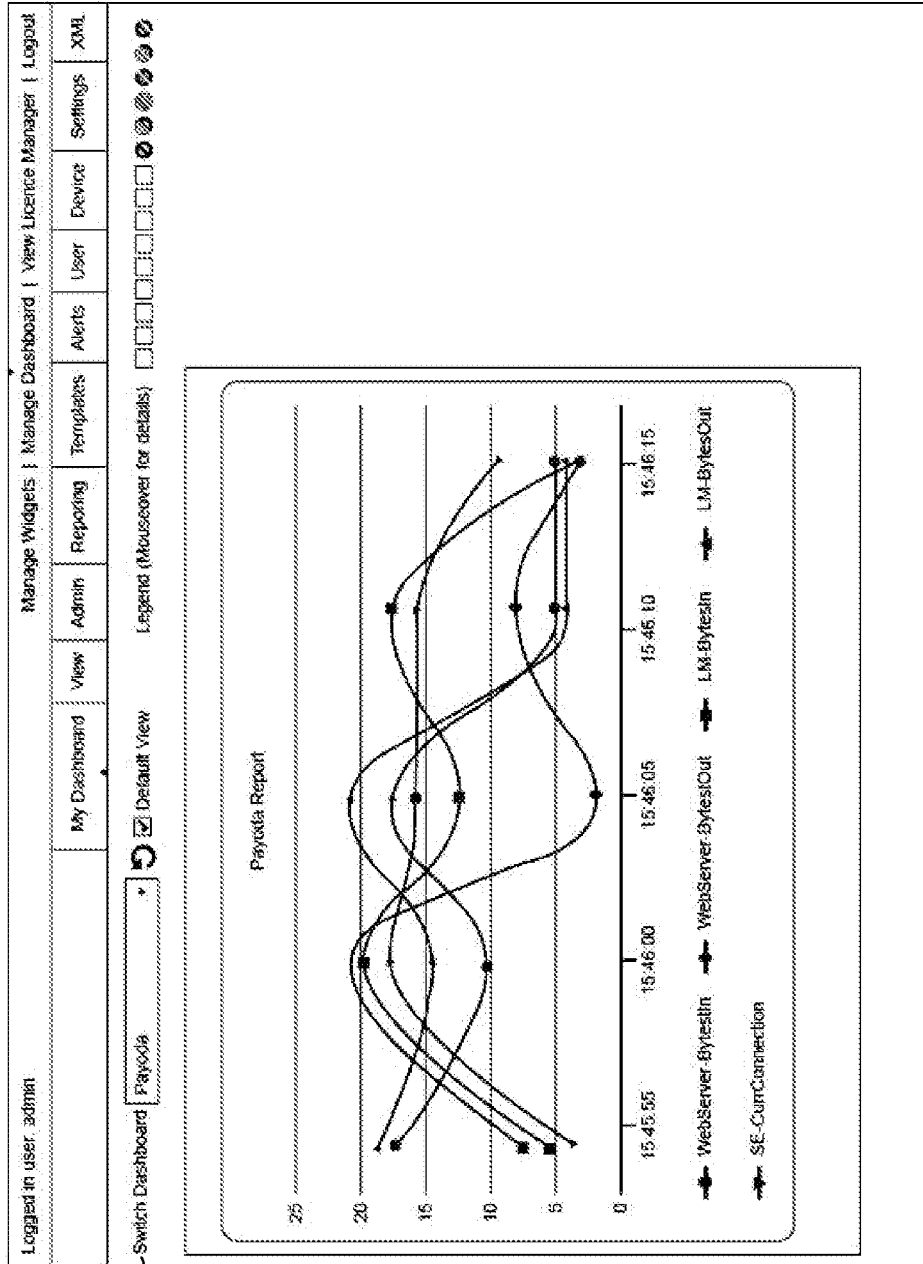 Logged in user: admin
Manage Widgets | Manage Dashboard | View Licence Manager | Logout
My Dashboard View Admin Reporting Templates Alerts User Device Settings XML
Switch Dashboard Payoda Default View Legend (Mouseover for details)
Payoda Report
25
20
15
10
5
0
15:45:55 15:46:00 15:46:05 15:46:10 15:46:15
WebServer-BytestIn WebServer-BytestOut LM-BytesIn LM-BytesOut
SE-CurrConnection